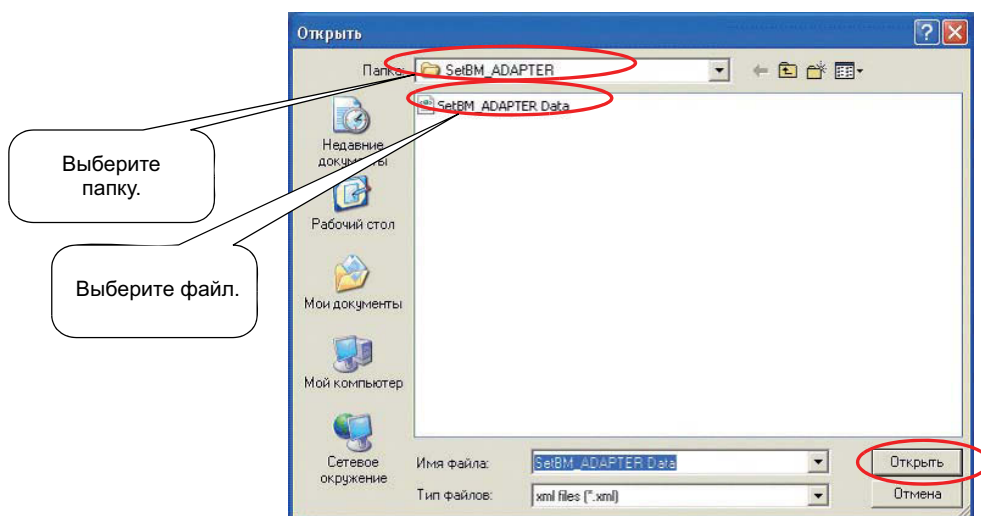 Открыть
Папка: SetBM_ADAPTER
SetBM_ADAPTER Data
Недавние
документы
Выберите
папку.
Рабочий стол
Выберите файл.
Мои документы
Мой компьютер
Сетевое
окружение
Имя файла: SetBM_ADAPTER Data Открыть
Тип файлов: xml files (*.xml) Отмена